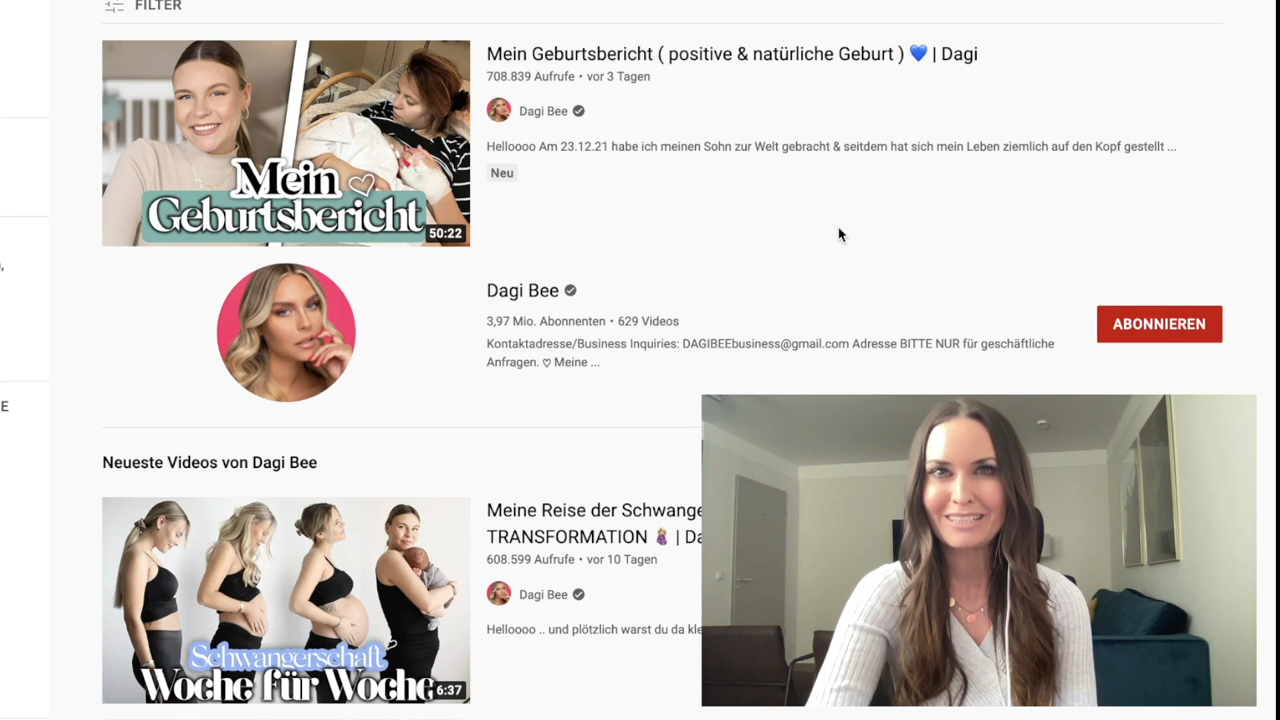 FILTER
Mein Geburtsbericht ( positive & natürliche Geburt ) 💙 | Dagi
708.839 Aufrufe • vor 3 Tagen
Dagi Bee
Helloooo Am 23.12.21 habe ich meinen Sohn zur Welt gebracht & seitdem hat sich mein Leben ziemlich auf den Kopf gestellt ...
Neu
Mein
Geburtsbericht
50:22
Dagi Bee
3,97 Mio. Abonnenten • 629 Videos
Kontaktadresse/Business Inquiries: DAGIBEEbusiness@gmail.com Adresse BITTE NUR für geschäftliche
Anfragen. ♡ Meine ...
ABONNIEREN
E
Neueste Videos von Dagi Bee
Meine Reise der Schwange
TRANSFORMATION 🤰 | Da
608.599 Aufrufe • vor 10 Tagen
Dagi Bee
Helloooo .. und plötzlich warst du da kle
Schwangerschaft
Woche für Woche
6:37